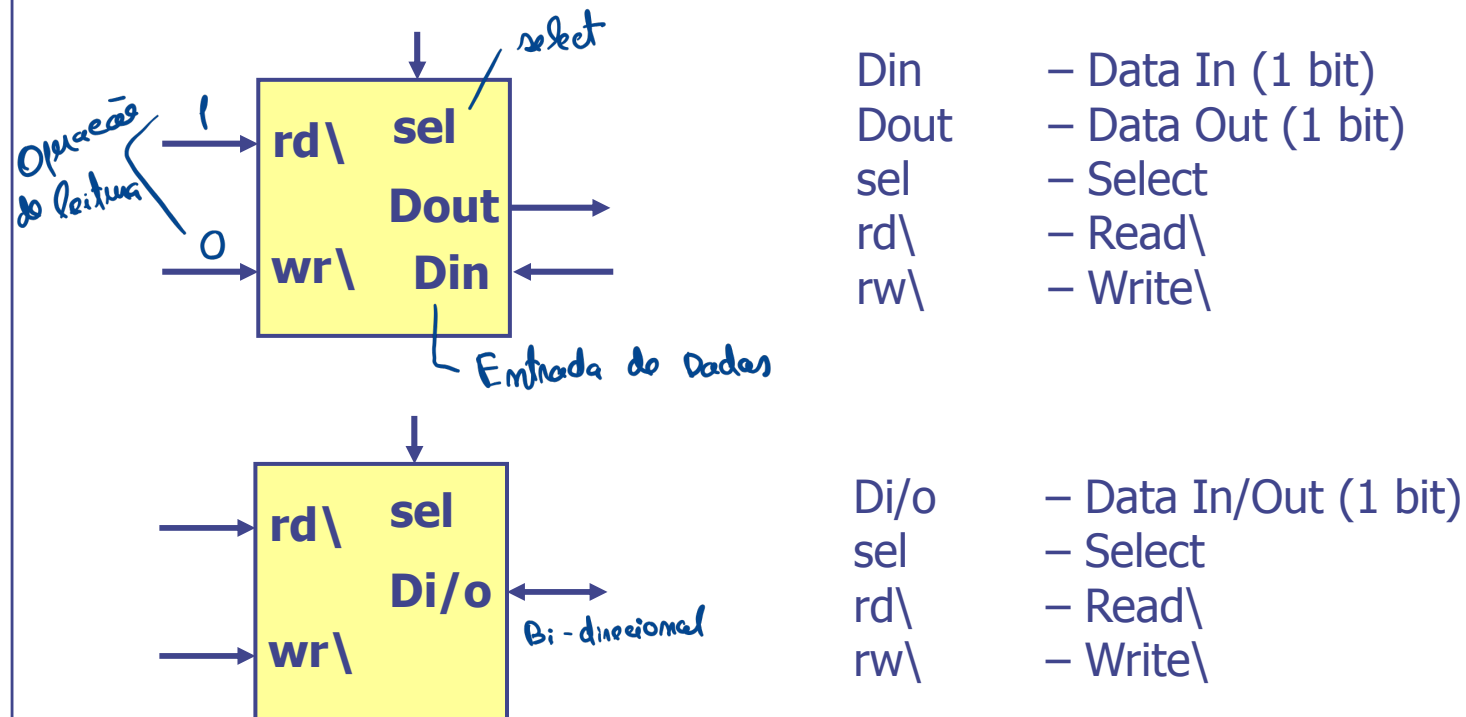 select
Operação
de leitura
1
0
rd\ sel
Dout
wr\ Din
Entrada de Dados
Din – Data In (1 bit)
Dout – Data Out (1 bit)
sel – Select
rd\ – Read\
rw\ – Write\
rd\ sel
Di/o
wr\
Bi-direcional
Di/o – Data In/Out (1 bit)
sel – Select
rd\ – Read\
rw\ – Write\